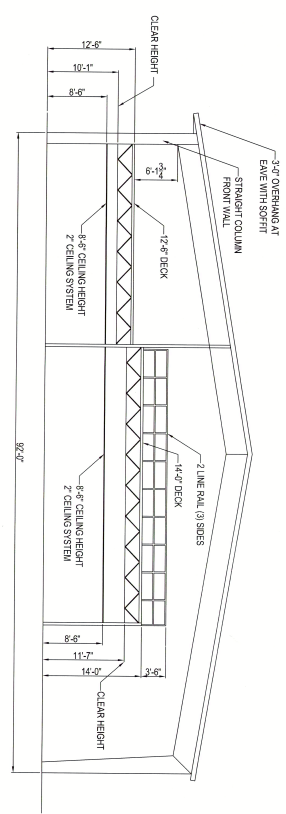 3'-0" OVERHANG AT
EAVE WITH SOFFIT
STRAIGHT COLUMN
FRONT WALL
CLEAR HEIGHT
12'-6"
10'-1"
8'-6"
6'-1 3/4"
12'-6" DECK
8'-6" CEILING HEIGHT
2" CEILING SYSTEM
2 LINE RAIL (3) SIDES
14'-0" DECK
8'-6" CEILING HEIGHT
2" CEILING SYSTEM
8'-6"
11'-7"
14'-0"
3'-6"
CLEAR HEIGHT
92'-0"